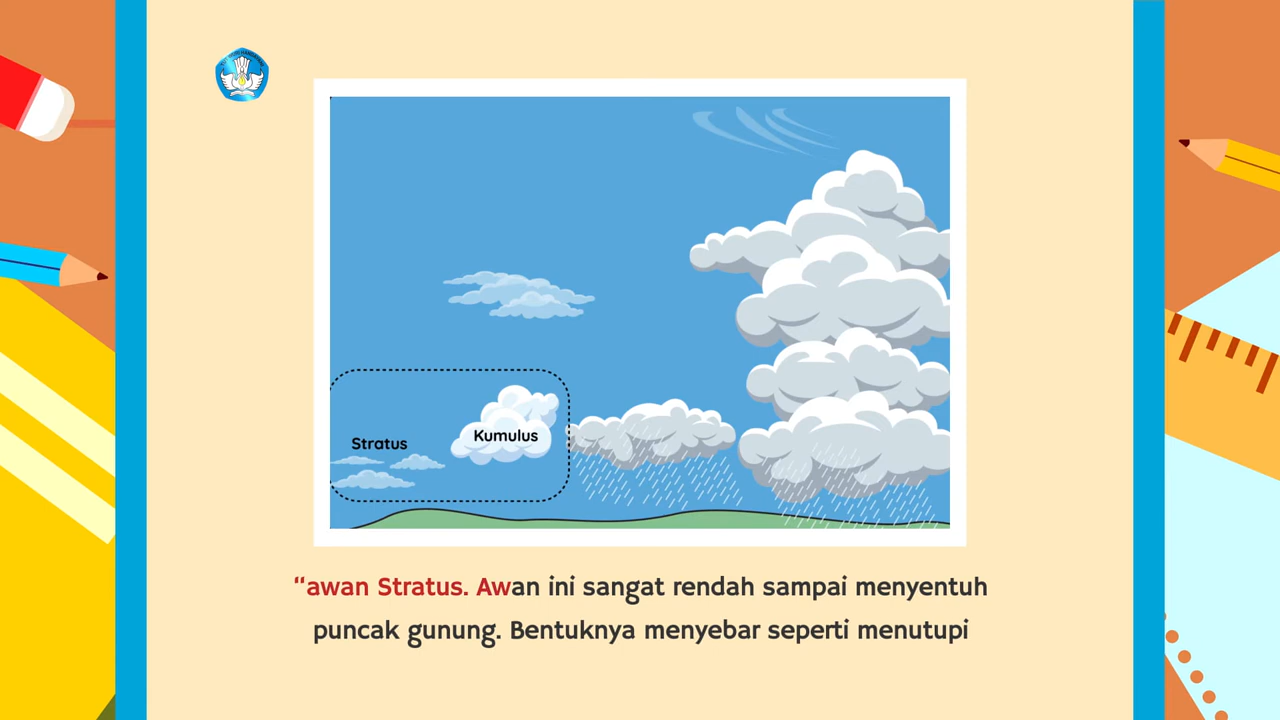 Stratus
Kumulus
“awan Stratus. Awan ini sangat rendah sampai menyentuh
puncak gunung. Bentuknya menyebar seperti menutupi